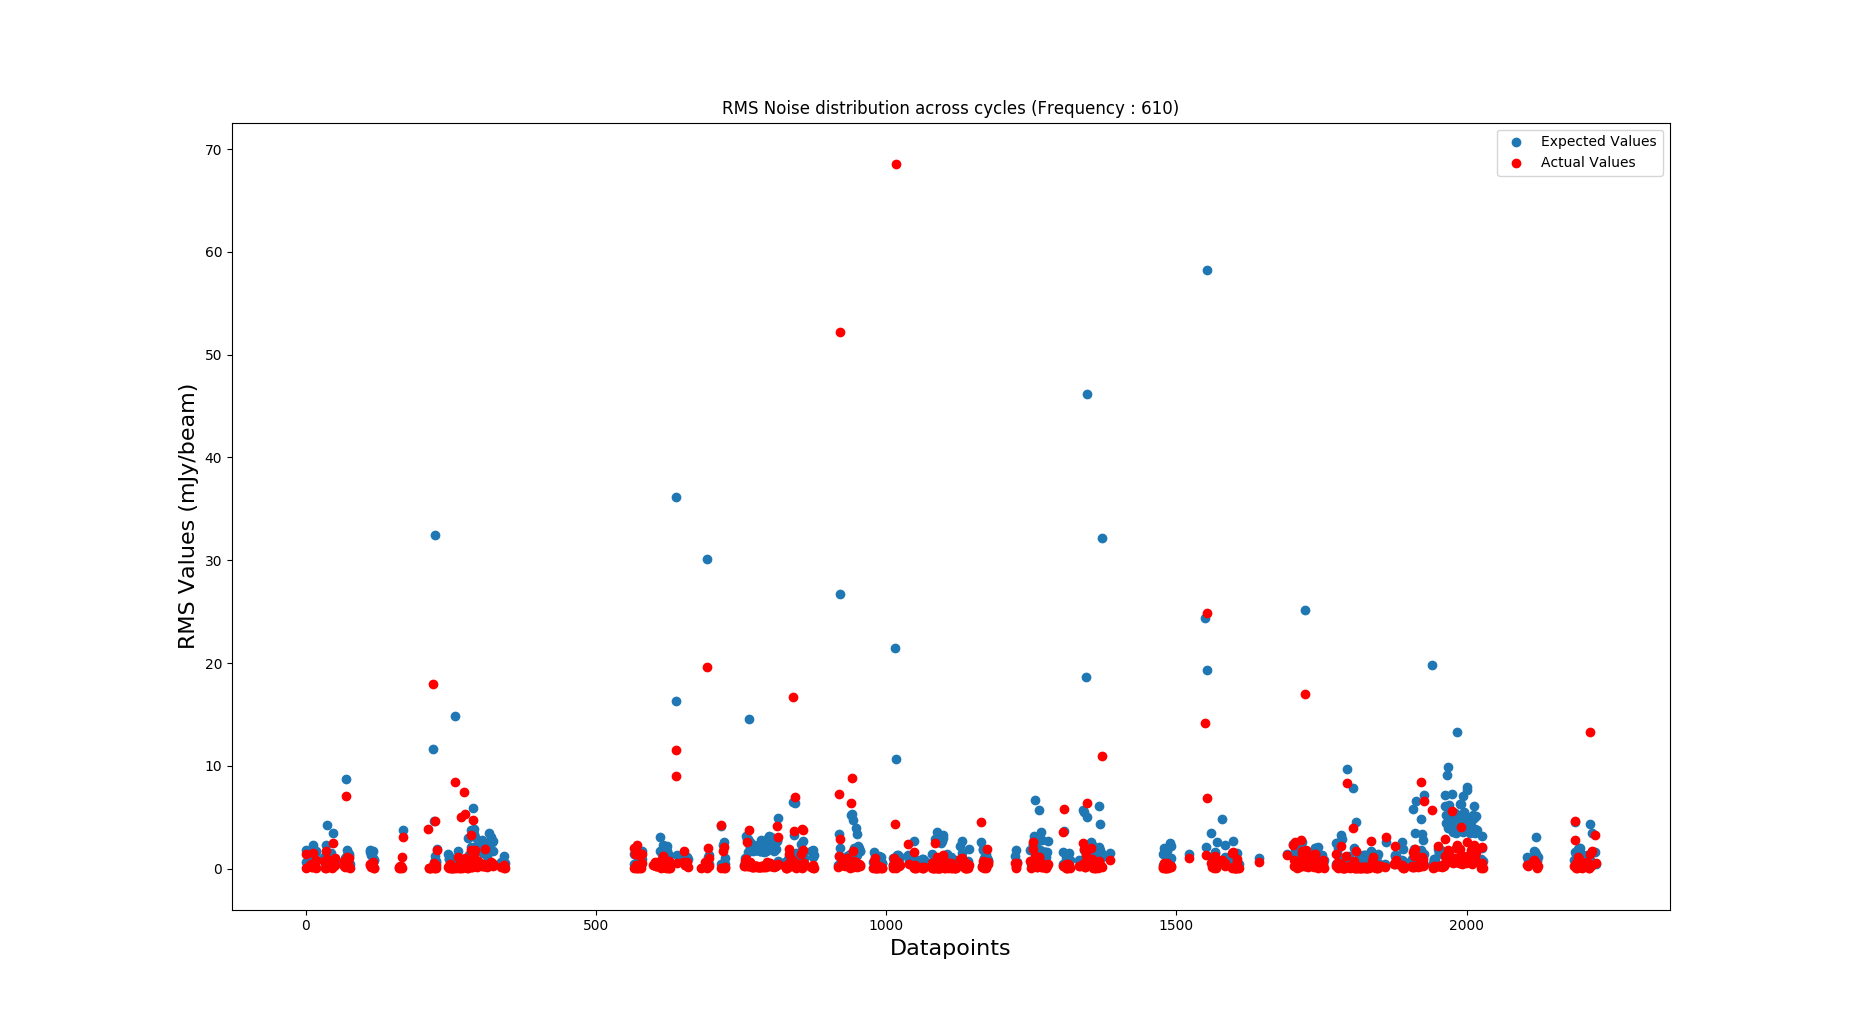 RMS Noise distribution across cycles (Frequency : 610)
Expected Values
Actual Values
RMS Values (mJy/beam)
70
60
50
40
30
20
10
0
0 500 1000 1500 2000
Datapoints